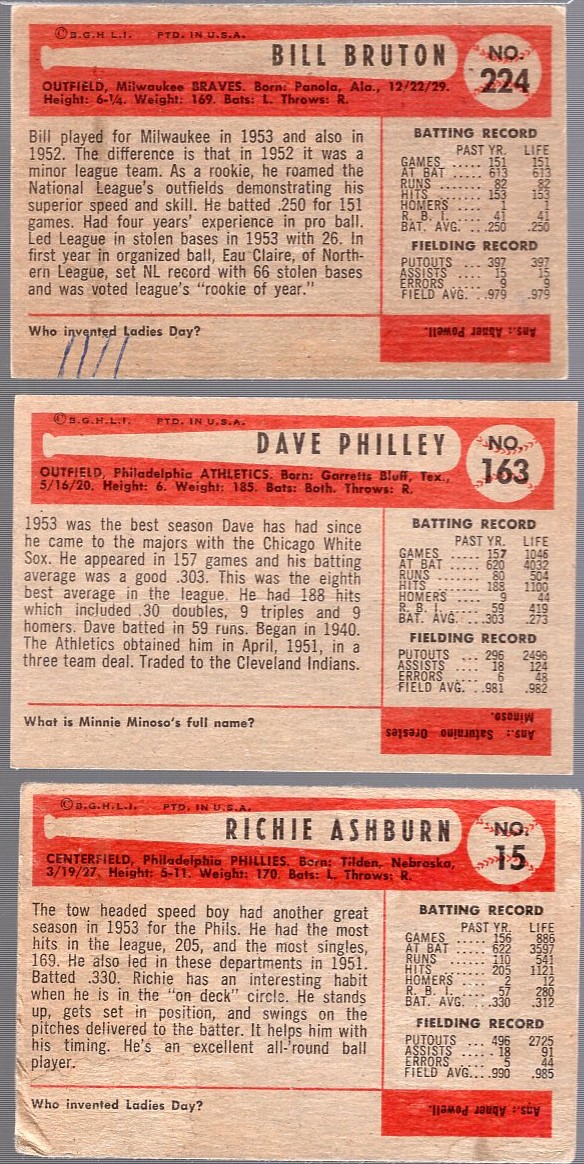 ©B.G.H.L.I. PTD. IN U.S.A.
BILL BRUTON
NO.
224
OUTFIELD, Milwaukee BRAVES. Born: Panola, Ala., 12/22/29.
Height: 6-¼. Weight: 169. Bats: L. Throws: R.
Bill played for Milwaukee in 1953 and also in
1952. The difference is that in 1952 it was a
minor league team. As a rookie, he roamed the
National League's outfields demonstrating his
superior speed and skill. He batted .250 for 151
games. Had four years' experience in pro ball.
Led League in stolen bases in 1953 with 26. In
first year in organized ball, Eau Claire, of North-
ern League, set NL record with 66 stolen bases
and was voted league's "rookie of year."
BATTING RECORD
PAST YR. LIFE
GAMES ..... 151 151
AT BAT .... 613 613
RUNS ...... 82 82
HITS ...... 153 153
HOMERS .... 1 1
R. B. I. ..... 41 41
BAT. AVG. .. .250 .250
FIELDING RECORD
PUTOUTS ... 397 397
ASSISTS .... 15 15
ERRORS .... 9 9
FIELD AVG. .. .979 .979
Who invented Ladies Day?
Ans.: Abner Powell.
©B.G.H.L.I. PTD. IN U.S.A.
DAVE PHILLEY
NO.
163
OUTFIELD, Philadelphia ATHLETICS. Born: Garretts Bluff, Tex.,
5/16/20. Height: 6. Weight: 185. Bats: Both. Throws: R.
1953 was the best season Dave has had since
he came to the majors with the Chicago White
Sox. He appeared in 157 games and his batting
average was a good .303. This was the eighth
best average in the league. He had 188 hits
which included 30 doubles, 9 triples and 9
homers. Dave batted in 59 runs. Began in 1940.
The Athletics obtained him in April, 1951, in a
three team deal. Traded to the Cleveland Indians.
BATTING RECORD
PAST YR. LIFE
GAMES ..... 157 1046
AT BAT .... 620 4032
RUNS ...... 80 504
HITS ...... 188 1100
HOMERS .... 9 44
R. B. I. ..... 59 419
BAT. AVG. .. .303 .273
FIELDING RECORD
PUTOUTS ... 296 2496
ASSISTS .... 18 124
ERRORS .... 6 48
FIELD AVG. .. .981 .982
What is Minnie Minoso's full name?
Ans.: Saturnino Orestes
Minoso.
©B.G.H.L.I. PTD. IN U.S.A.
RICHIE ASHBURN
NO.
15
CENTERFIELD, Philadelphia PHILLIES. Born: Tilden, Nebraska,
3/19/27. Height: 5-11. Weight: 170. Bats: L. Throws: R.
The tow headed speed boy had another great
season in 1953 for the Phils. He had the most
hits in the league, 205, and the most singles,
169. He also led in these departments in 1951.
Batted .330. Richie has an interesting habit
when he is in the "on deck" circle. He stands
up, gets set in position, and swings on the
pitches delivered to the batter. It helps him with
his timing. He's an excellent all-'round ball
player.
BATTING RECORD
PAST YR. LIFE
GAMES ..... 156 886
AT BAT .... 622 3597
RUNS ...... 110 541
HITS ...... 205 1121
HOMERS .... 2 12
R. B. I. ..... 57 280
BAT. AVG. .. .330 .312
FIELDING RECORD
PUTOUTS ... 496 2725
ASSISTS ..... 18 91
ERRORS .... 5 44
FIELD AVG. .. .990 .985
Who invented Ladies Day?
Ans.: Abner Powell.